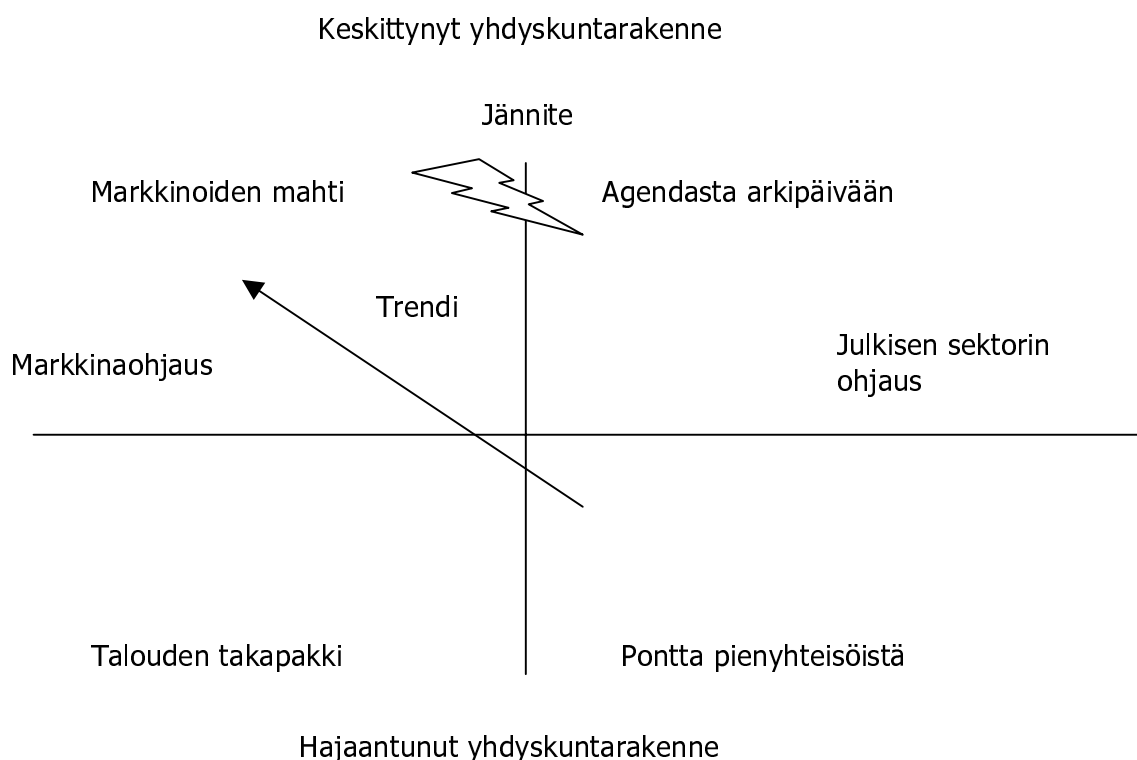 Keskittynyt yhdyskuntarakenne
Jännite
Markkinoiden mahti
Agendasta arkipäivään
Trendi
Markkinaohjaus
Julkisen sektorin
ohjaus
Talouden takapakki
Pontta pienyhteisöistä
Hajaantunut yhdyskuntarakenne